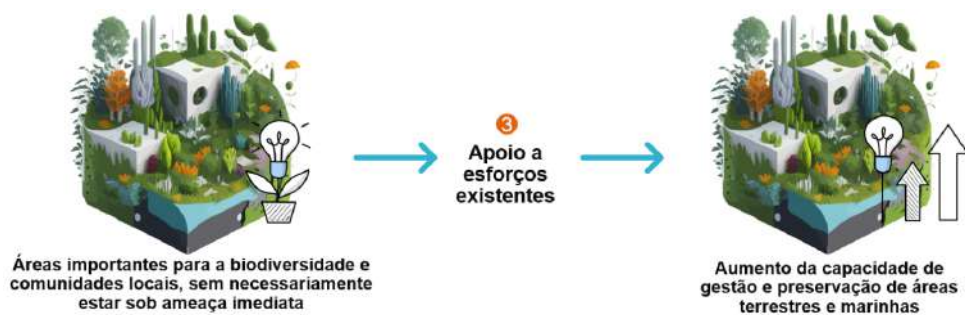 Áreas importantes para a biodiversidade e
comunidades locais, sem necessariamente
estar sob ameaça imediata
3
Apoio a
esforços
existentes
Aumento da capacidade de
gestão e preservação de áreas
terrestres e marinhas